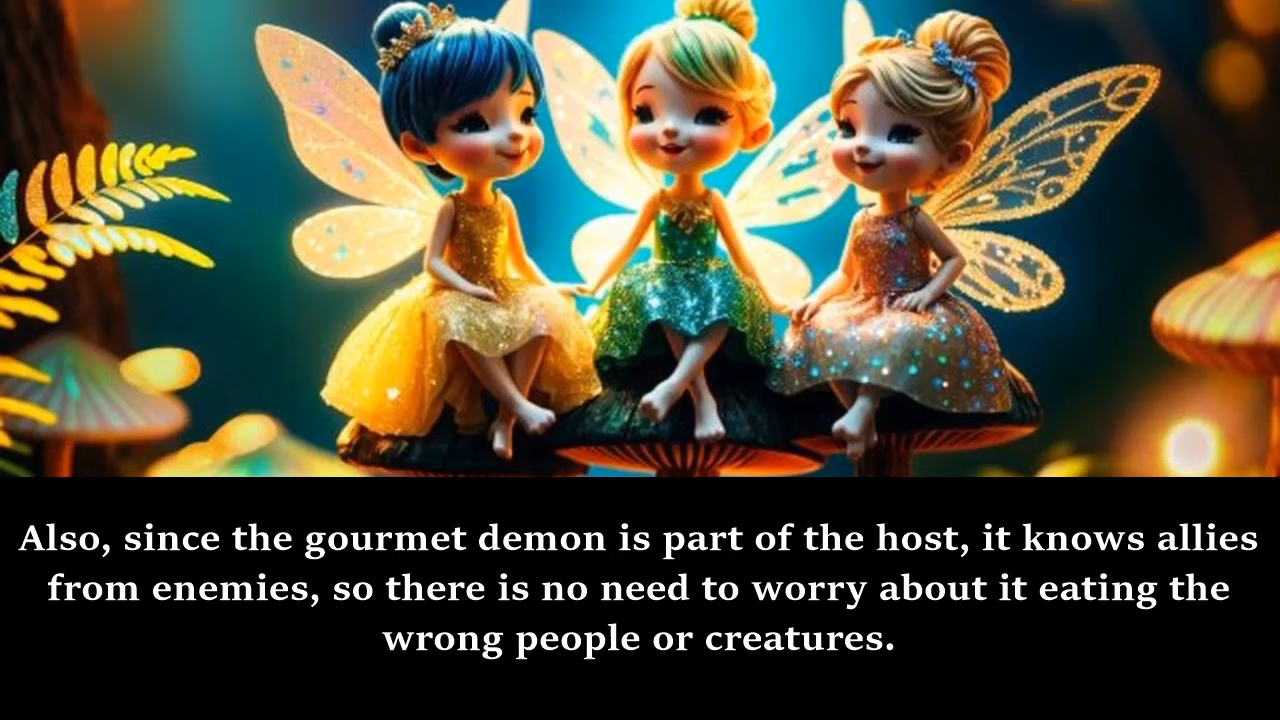 Also, since the gourmet demon is part of the host, it knows allies
from enemies, so there is no need to worry about it eating the
wrong people or creatures.